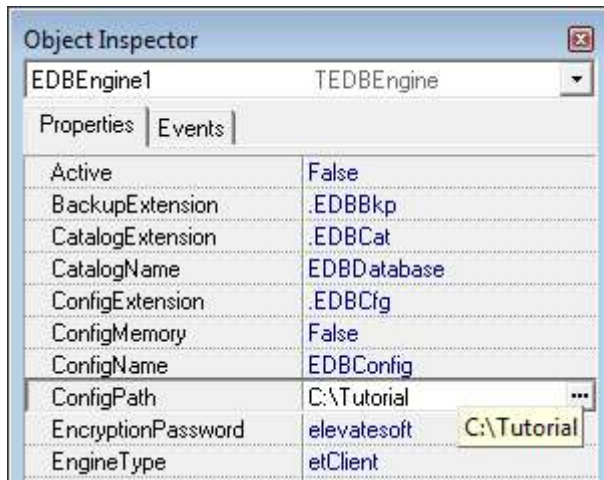 Object Inspector
EDBEngine1 TEDBEngine
Properties Events
Active False
BackupExtension .EDBBkp
CatalogExtension .EDBCat
CatalogName EDBDatabase
ConfigExtension .EDBCfg
ConfigMemory False
ConfigName EDBConfig
ConfigPath C:\Tutorial ...
EncryptionPassword elevatesoft C:\Tutorial
EngineType etClient